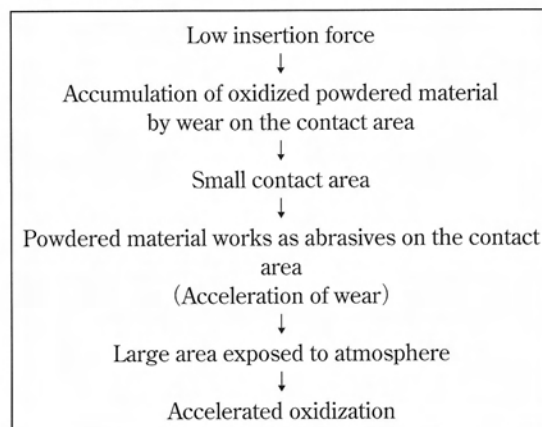 Low insertion force
↓
Accumulation of oxidized powdered material
by wear on the contact area
↓
Small contact area
↓
Powdered material works as abrasives on the contact
area
(Acceleration of wear)
↓
Large area exposed to atmosphere
↓
Accelerated oxidization